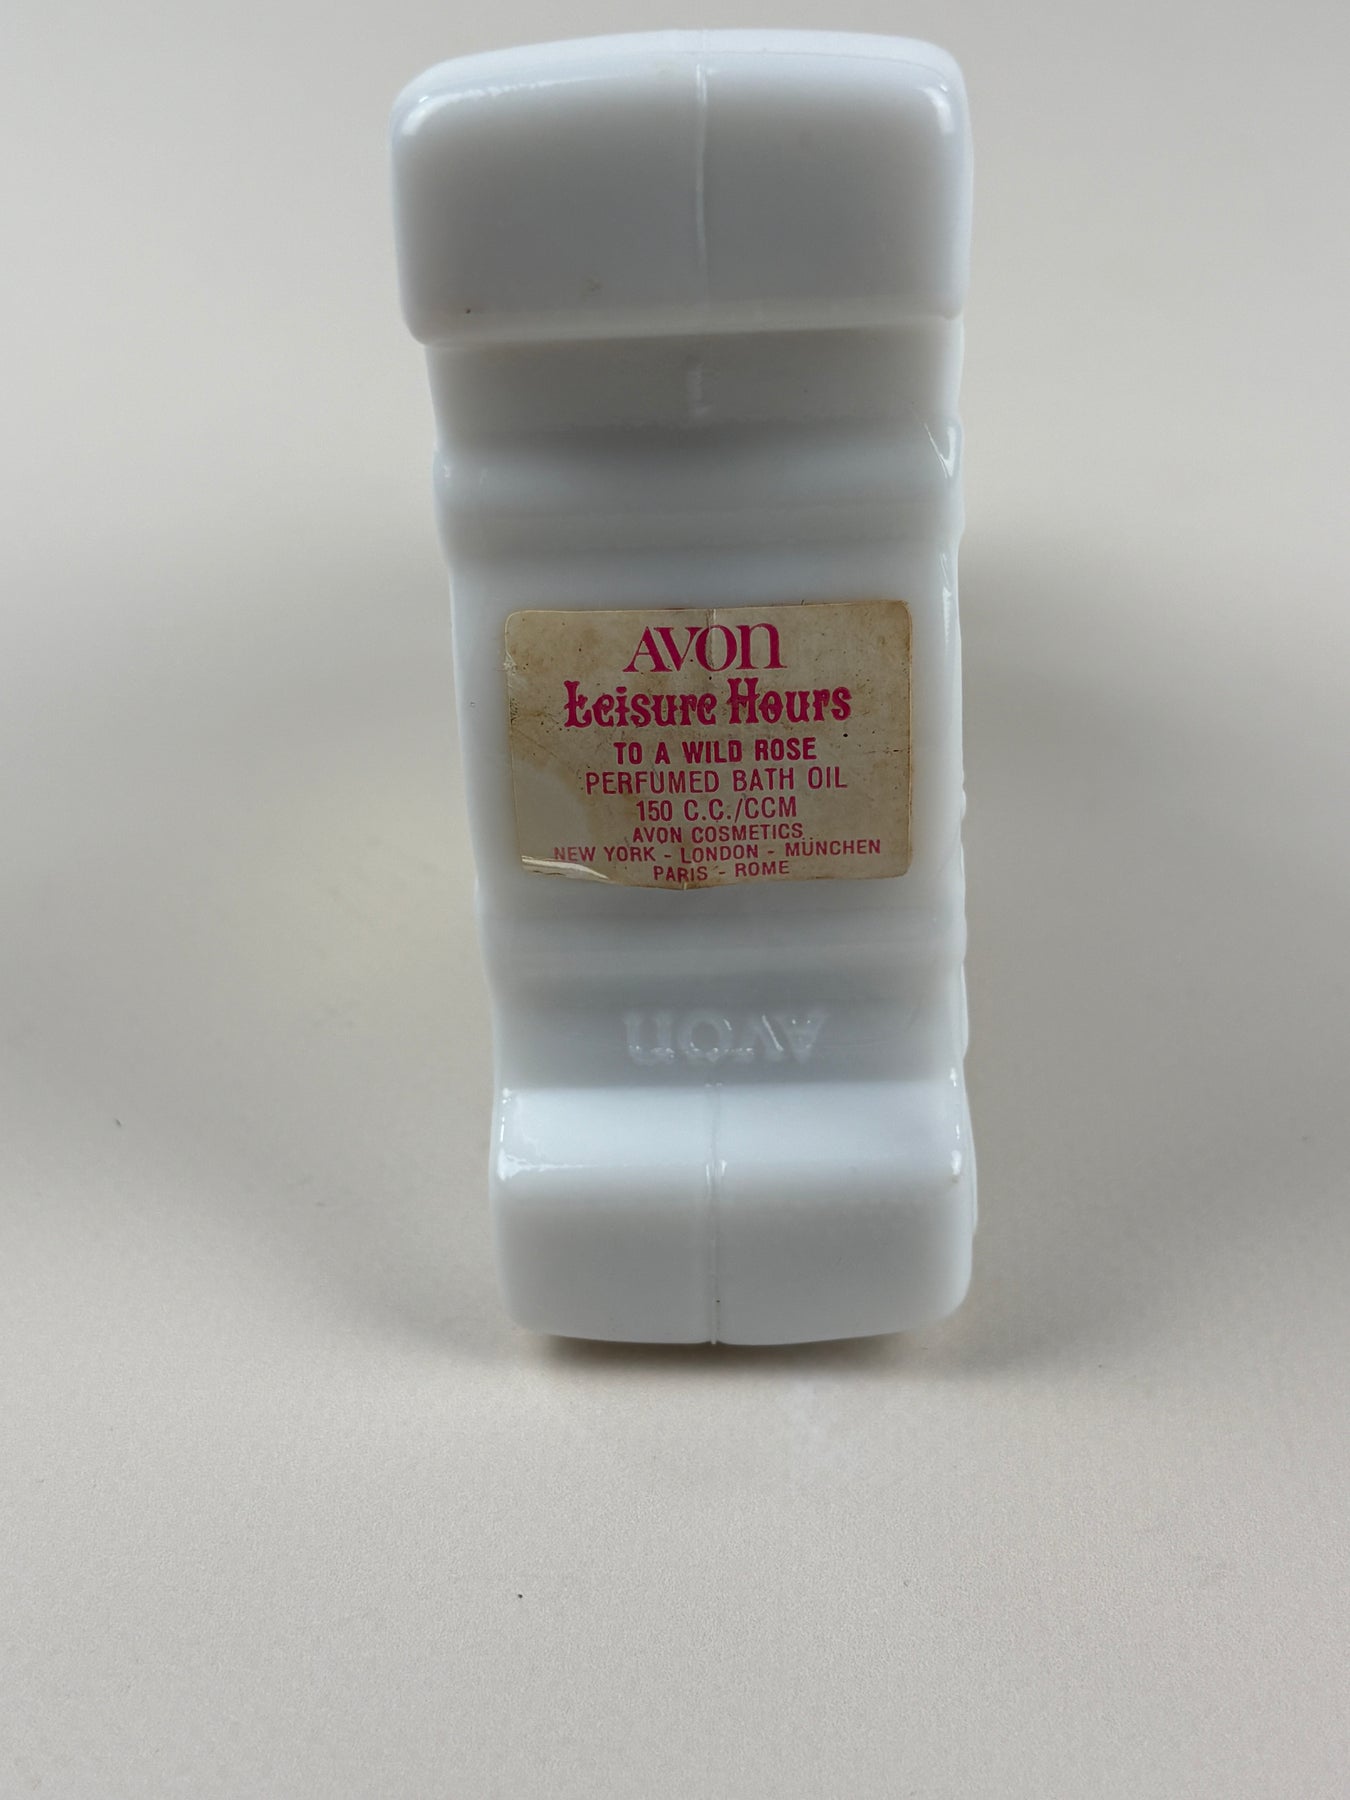 AVON
Leisure Hours
TO A WILD ROSE
PERFUMED BATH OIL
150 C.C./CCM
AVON COSMETICS
NEW YORK - LONDON - MÜNCHEN
PARIS - ROME
AVON